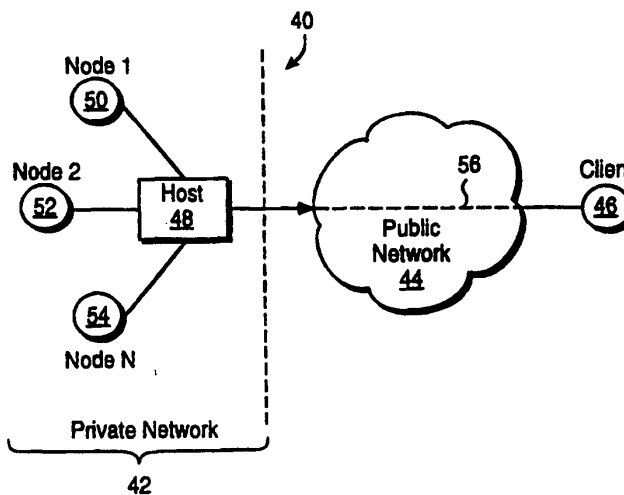 40
Node 1
50
Node 2
52
Host
48
56
Client
46
Public
Network
44
54
Node N
Private Network
42